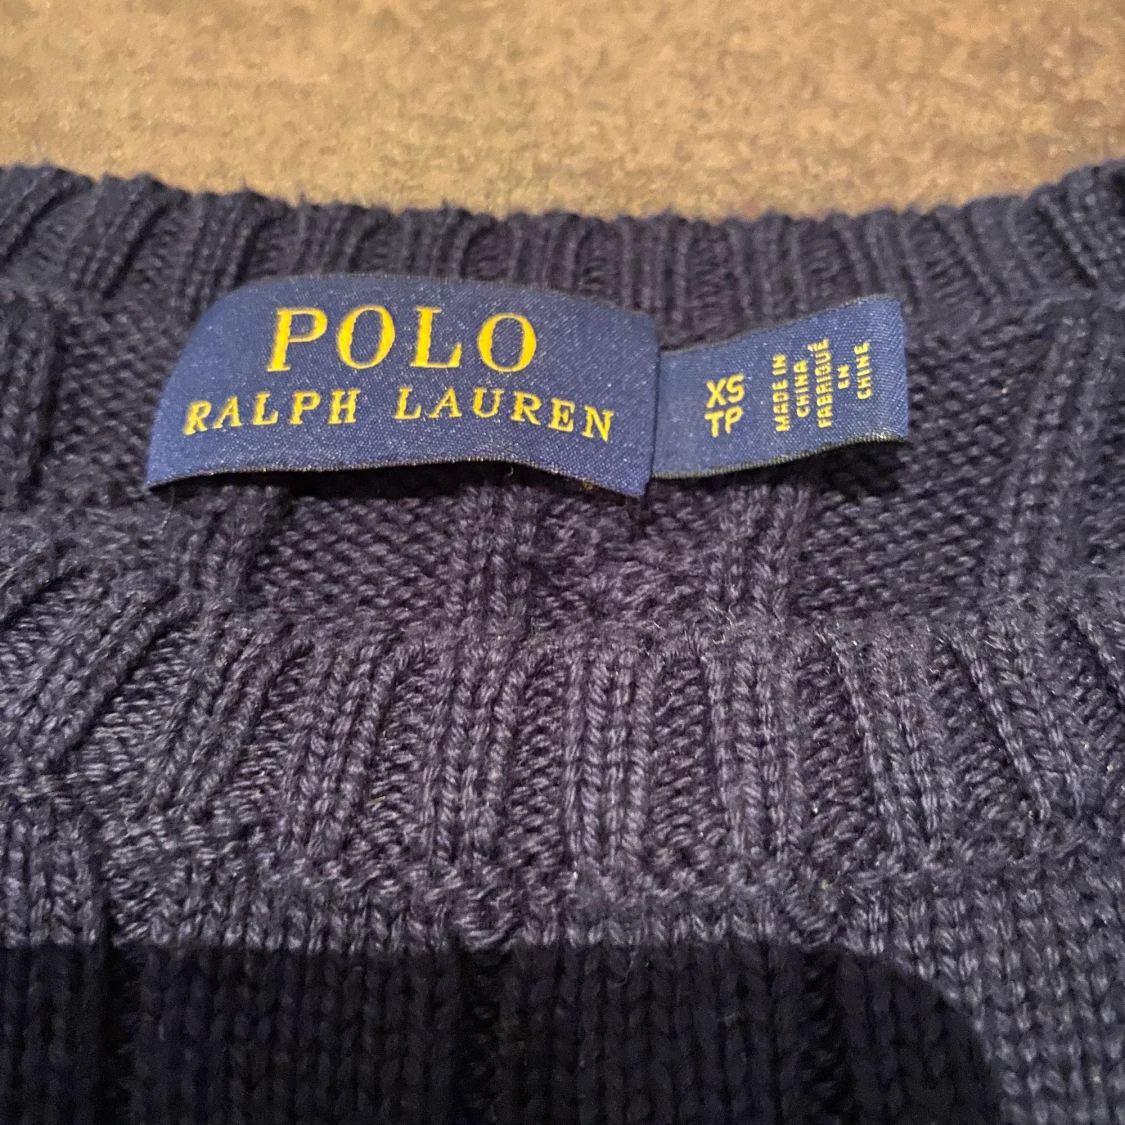 POLO
RALPH LAUREN
XS
TP
MADE IN
CHINA
FABRIQUÉ
EN
CHINE